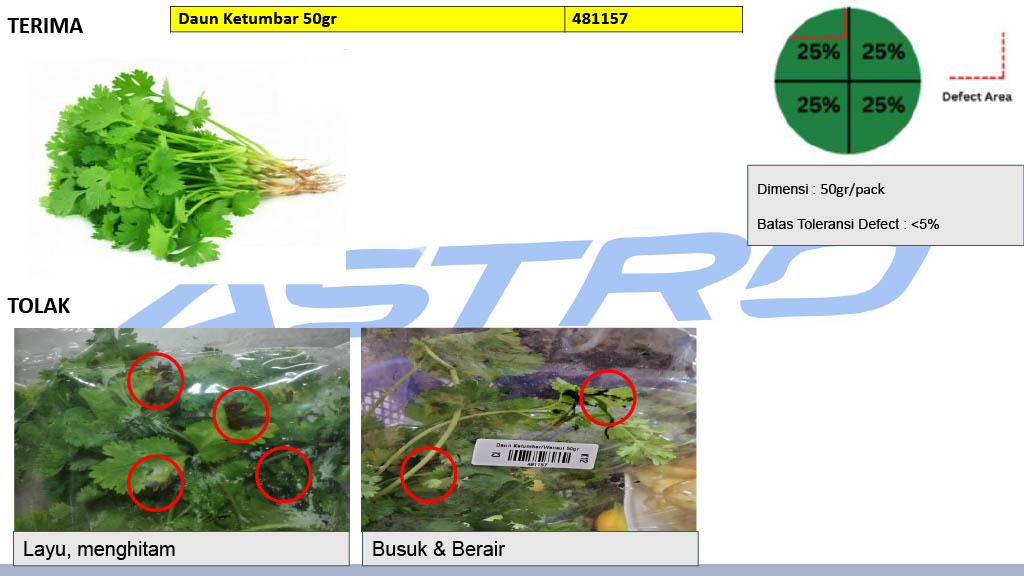 TERIMA
Daun Ketumbar 50gr 481157
25% 25%
25% 25%
Defect Area
Dimensi : 50gr/pack
Batas Toleransi Defect : <5%
ASTRO
TOLAK
Daun Ketumbar/Wansui 50gr
481157
Layu, menghitam
Busuk & Berair